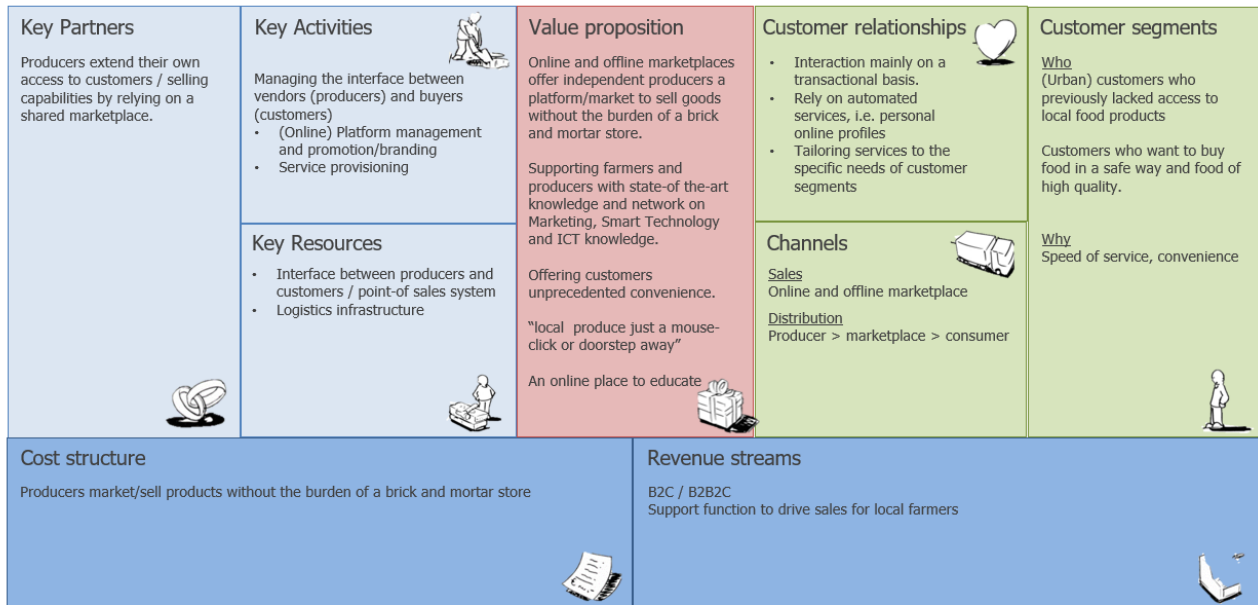 Key Partners
Producers extend their own
access to customers / selling
capabilities by relying on a
shared marketplace.
Key Activities
Managing the interface between
vendors (producers) and buyers
(customers)
• (Online) Platform management
and promotion/branding
• Service provisioning
Key Resources
• Interface between producers and
customers / point-of sales system
• Logistics infrastructure
Value proposition
Online and offline marketplaces
offer independent producers a
platform/market to sell goods
without the burden of a brick
and mortar store.
Supporting farmers and
producers with state-of the-art
knowledge and network on
Marketing, Smart Technology
and ICT knowledge.
Offering customers
unprecedented convenience.
“local produce just a mouse-
click or doorstep away”
An online place to educate
Customer relationships
• Interaction mainly on a
transactional basis.
• Rely on automated
services, i.e. personal
online profiles
• Tailoring services to the
specific needs of customer
segments
Channels
Sales
Online and offline marketplace
Distribution
Producer > marketplace > consumer
Customer segments
Who
(Urban) customers who
previously lacked access to
local food products
Customers who want to buy
food in a safe way and food of
high quality.
Why
Speed of service, convenience
Cost structure
Producers market/sell products without the burden of a brick and mortar store
Revenue streams
B2C / B2B2C
Support function to drive sales for local farmers